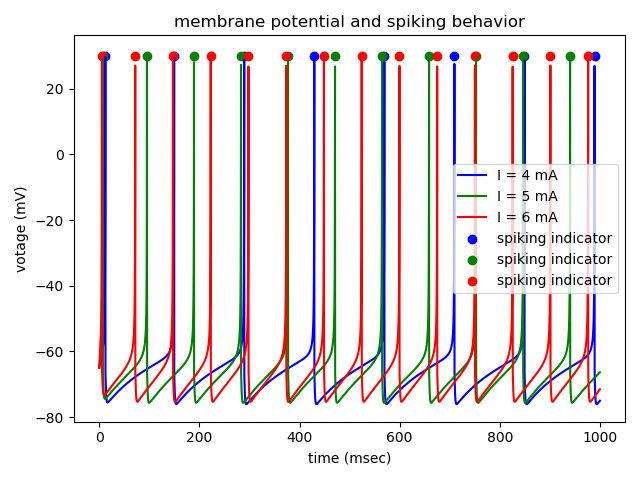 membrane potential and spiking behavior
votage (mV)
20
0
−20
−40
−60
−80
I = 4 mA
I = 5 mA
I = 6 mA
spiking indicator
spiking indicator
spiking indicator
0 200 400 600 800 1000
time (msec)